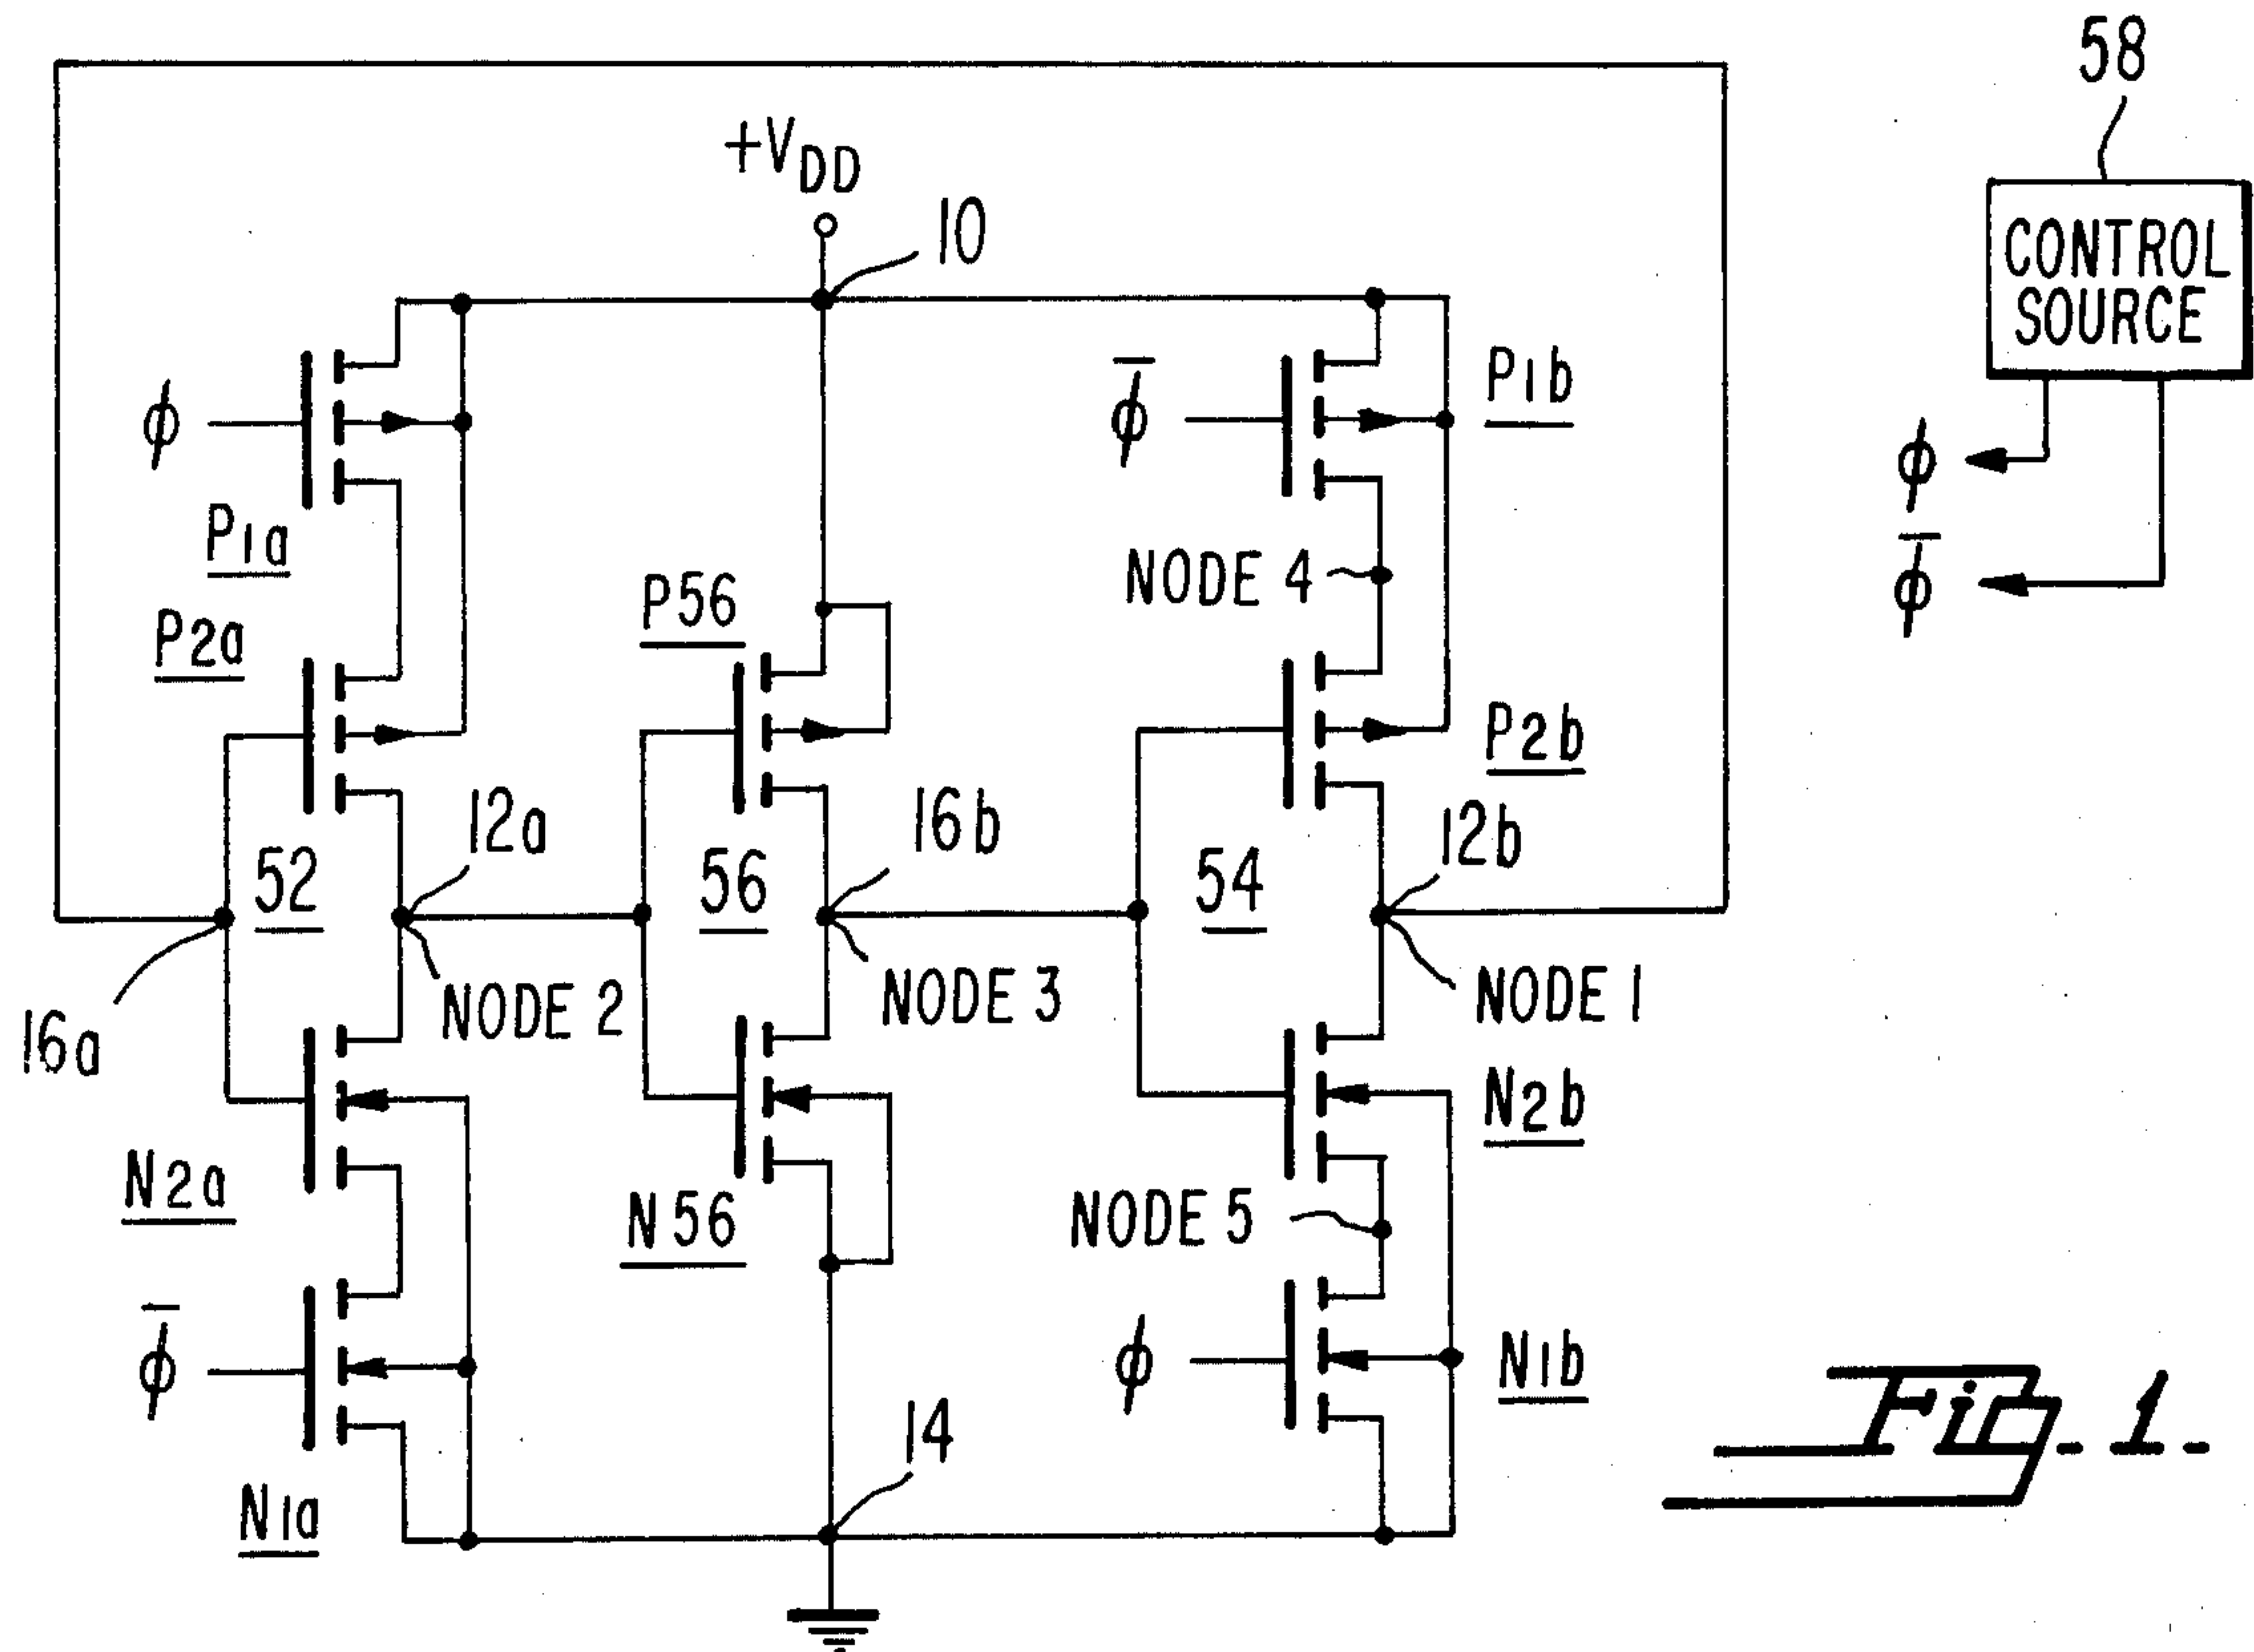 58
+VDD
10
CONTROL
SOURCE
ϕ
P1a
ϕ̅
P1b
ϕ
ϕ̅
NODE 4
P2a
P56
P2b
52
12a
56
16b
54
12b
16a
NODE 2
NODE 3
NODE 1
N2a
N56
N2b
NODE 5
ϕ̅
N1a
14
ϕ
N1b
Fig. 1.